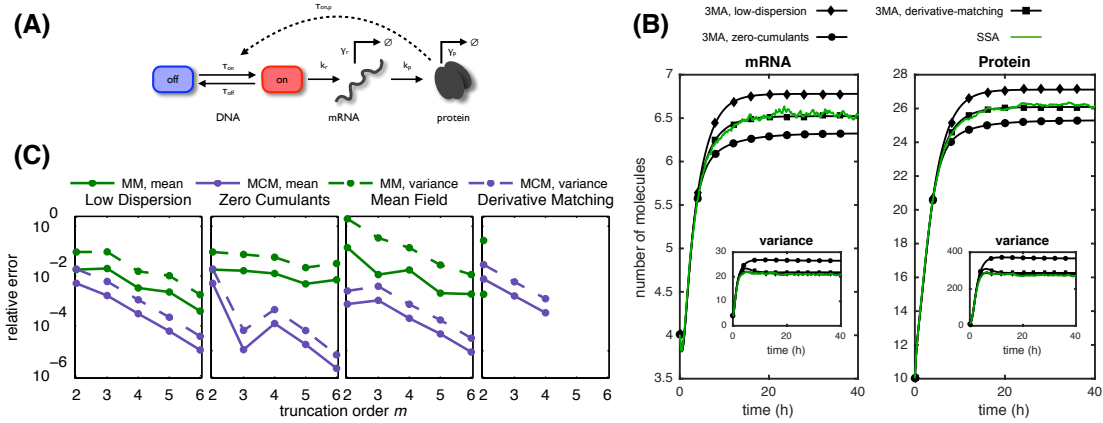 (A)
τon,p
γr
∅
γp
∅
off
τon
τoff
on
kr
kp
DNA
mRNA
protein
(B)
3MA, low-dispersion
3MA, derivative-matching
3MA, zero-cumulants
SSA
mRNA
Protein
number of molecules
7
6.5
6
5.5
5
4.5
4
3.5
0
20
40
time (h)
variance
30
20
10
0
0
20
40
time (h)
28
26
24
22
20
18
16
14
12
10
0
20
40
time (h)
variance
400
200
0
0
20
40
time (h)
(C)
MM, mean
MCM, mean
MM, variance
MCM, variance
Low Dispersion
Zero Cumulants
Mean Field
Derivative Matching
relative error
10 0
10 −2
10 −4
10 −6
2 3 4 5 6
2 3 4 5 6
2 3 4 5 6
2 3 4 5 6
truncation order m